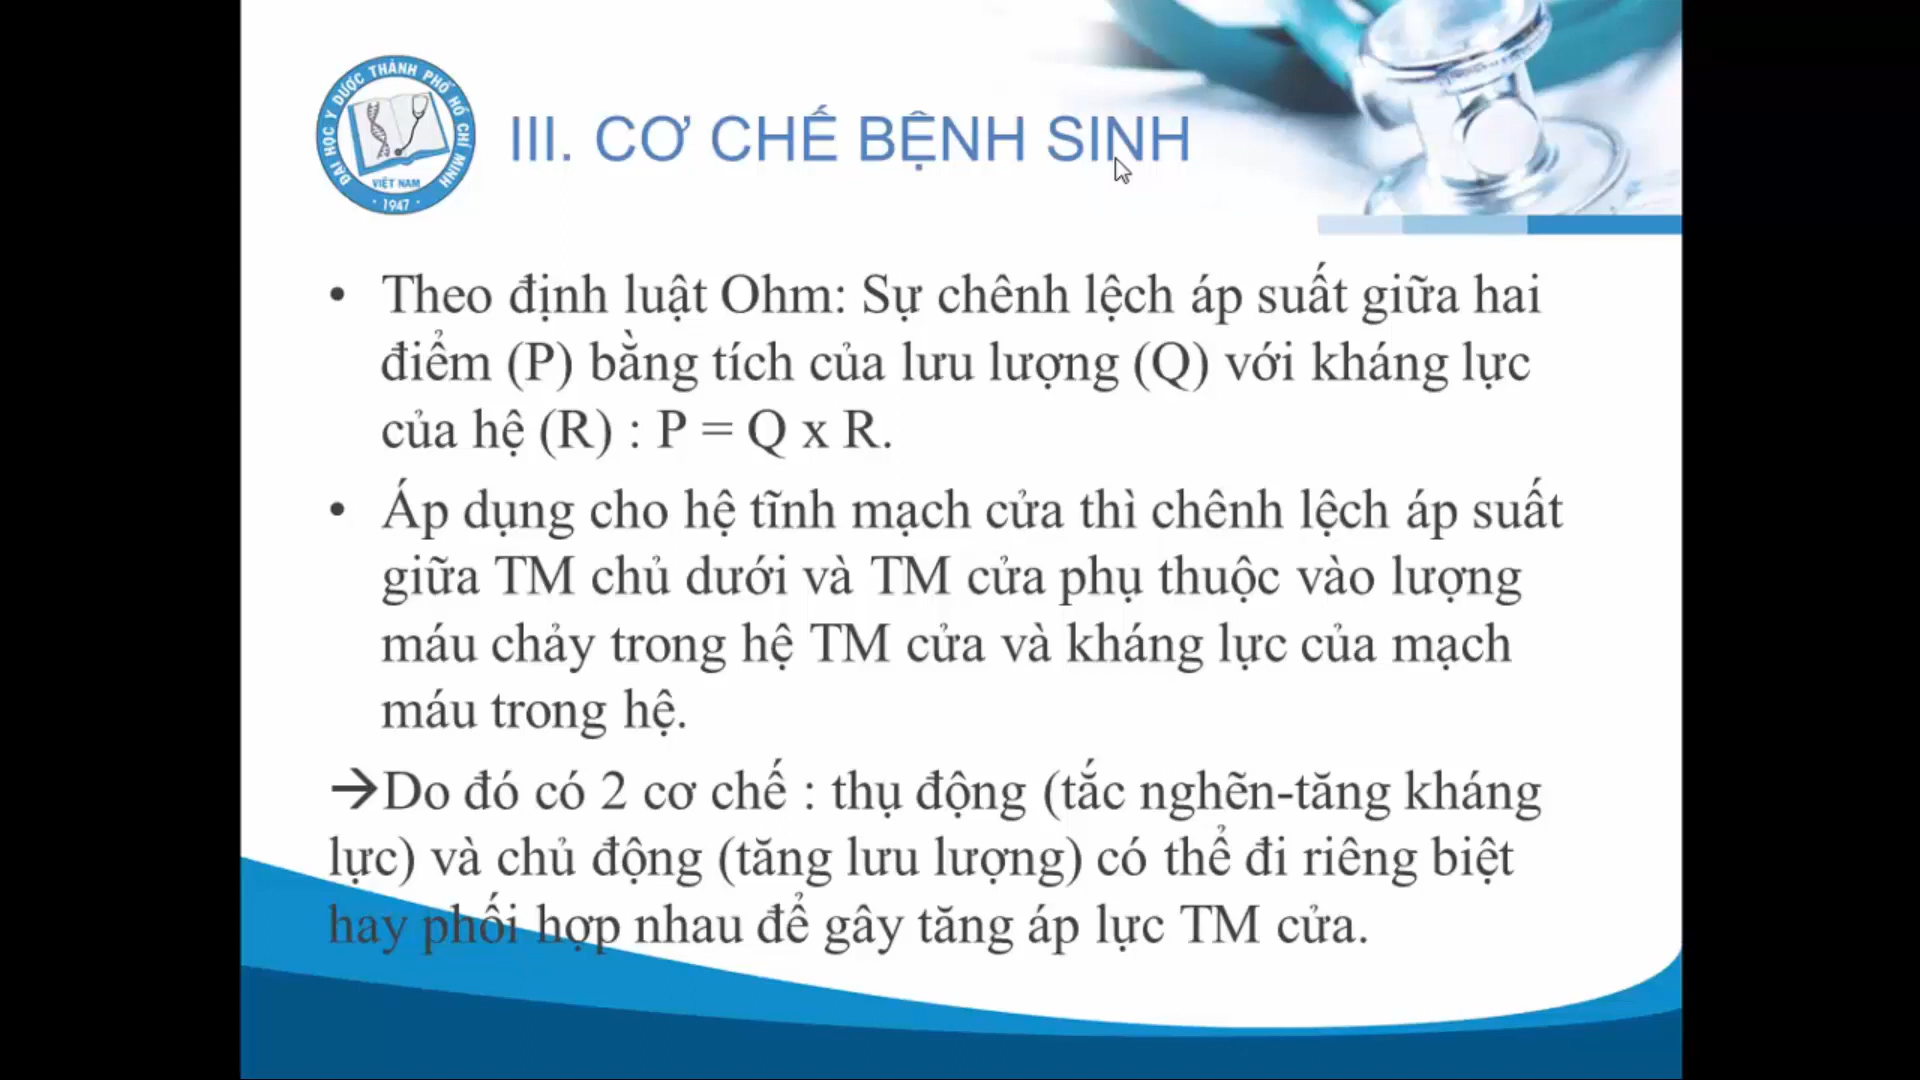 ĐẠI HỌC Y DƯỢC THÀNH PHỐ HỒ CHÍ MINH
VIỆT NAM
· 1947 ·
III. CƠ CHẾ BỆNH SINH
• Theo định luật Ohm: Sự chênh lệch áp suất giữa hai
điểm (P) bằng tích của lưu lượng (Q) với kháng lực
của hệ (R) : P = Q x R.
• Áp dụng cho hệ tĩnh mạch cửa thì chênh lệch áp suất
giữa TM chủ dưới và TM cửa phụ thuộc vào lượng
máu chảy trong hệ TM cửa và kháng lực của mạch
máu trong hệ.
→Do đó có 2 cơ chế : thụ động (tắc nghẽn-tăng kháng
lực) và chủ động (tăng lưu lượng) có thể đi riêng biệt
hay phối hợp nhau để gây tăng áp lực TM cửa.